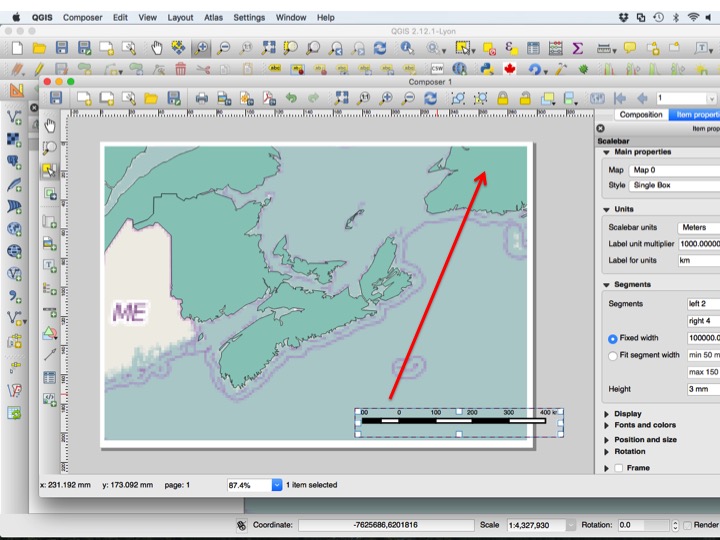 QGIS Composer Edit View Layout Atlas Settings Window Help
QGIS 2.12.1-Lyon
Composer 1
1
Composition
Item properti
Item prope
Scalebar
Main properties
Map Map 0
Style Single Box
Units
Scalebar units Meters
Label unit multiplier 1000.00000
Label for units km
Segments
Segments left 2
right 4
Fixed width 100000.0
Fit segment width min 50 m
max 150
Height 3 mm
Display
Fonts and colors
Position and size
Rotation
Frame
ME
00 0 100 200 300 400 k
x: 231.192 mm y: 173.092 mm page: 1 87.4% 1 item selected
Coordinate: -7625686,6201816 Scale 1:4,327,930 Rotation: 0.0 Render